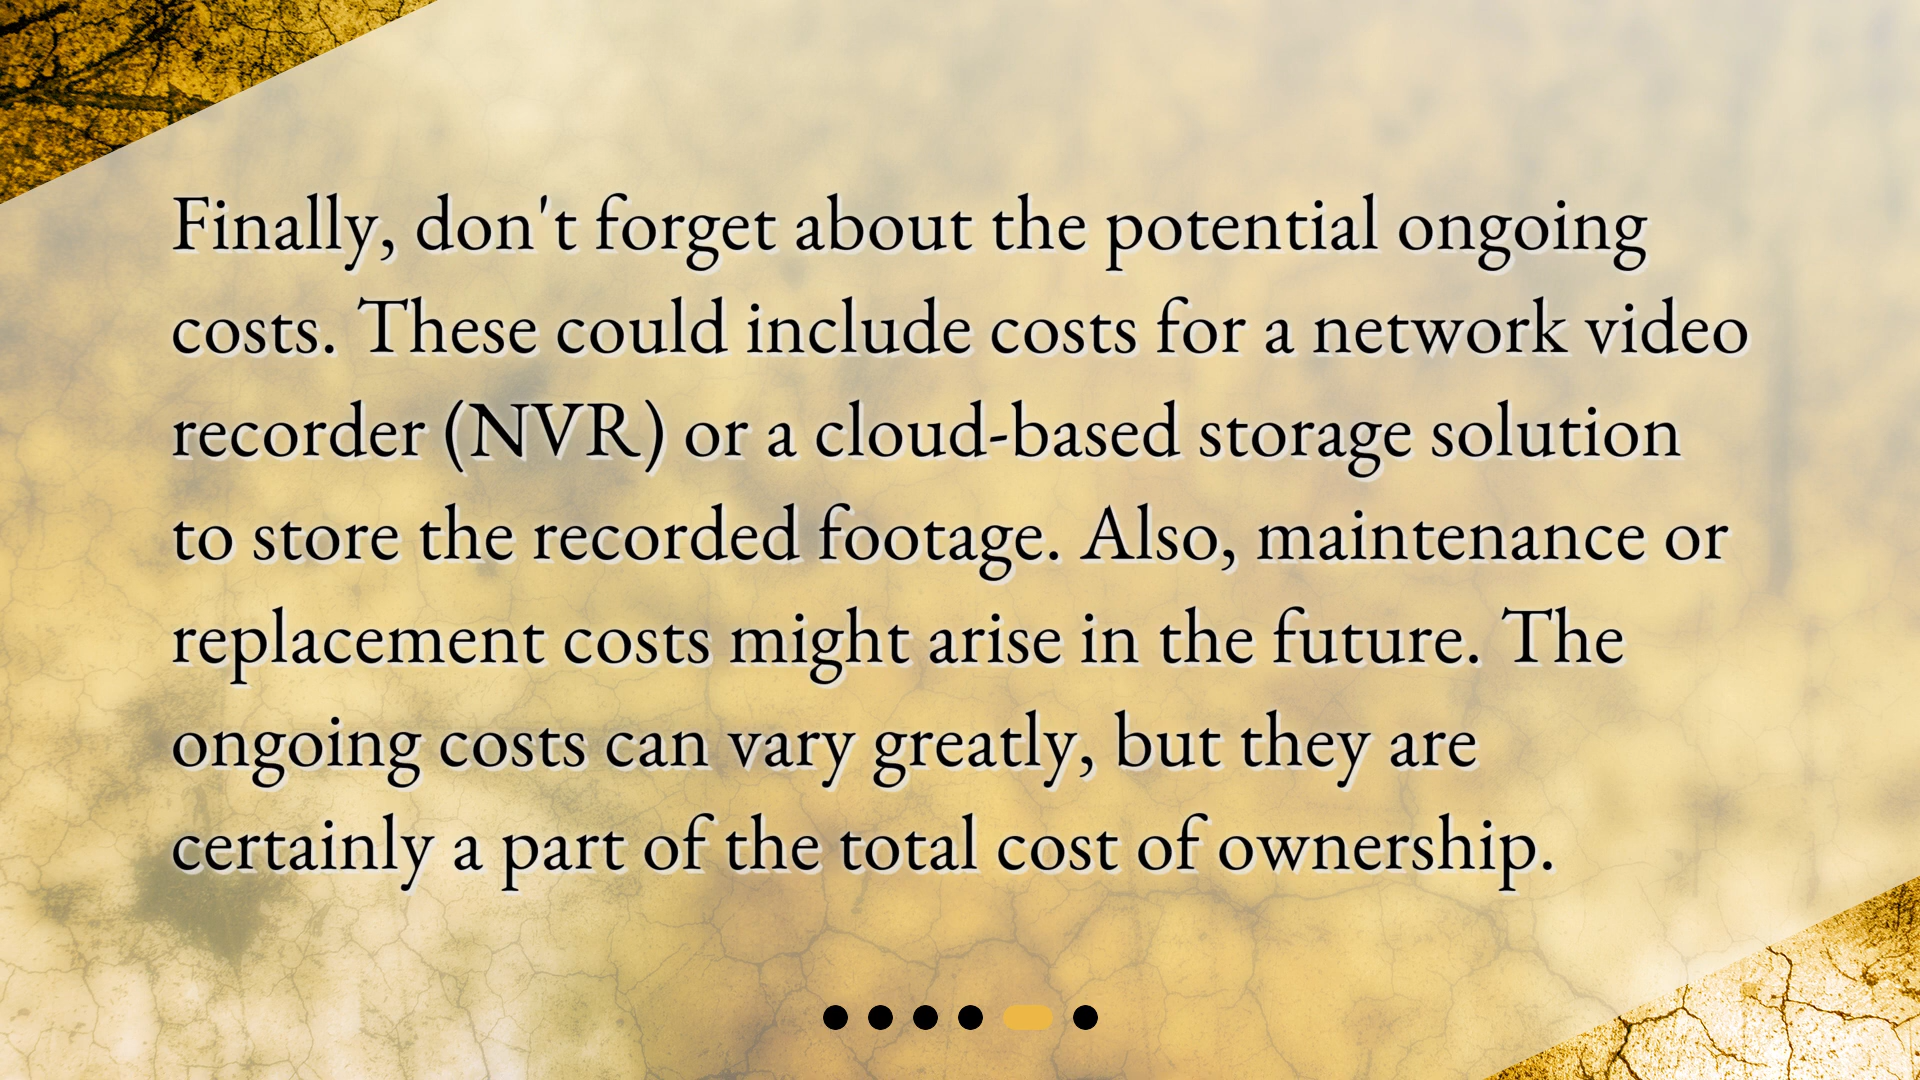 Finally, don't forget about the potential ongoing
costs. These could include costs for a network video
recorder (NVR) or a cloud-based storage solution
to store the recorded footage. Also, maintenance or
replacement costs might arise in the future. The
ongoing costs can vary greatly, but they are
certainly a part of the total cost of ownership.